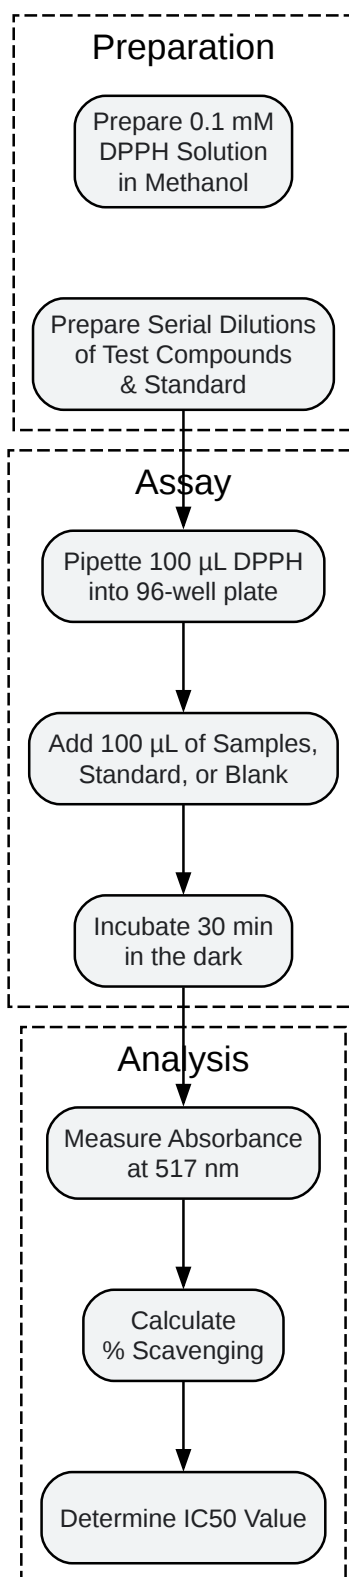 Preparation
Prepare 0.1 mM
DPPH Solution
in Methanol
Prepare Serial Dilutions
of Test Compounds
& Standard
Assay
Pipette 100 µL DPPH
into 96-well plate
Add 100 µL of Samples,
Standard, or Blank
Incubate 30 min
in the dark
Analysis
Measure Absorbance
at 517 nm
Calculate
% Scavenging
Determine IC50 Value